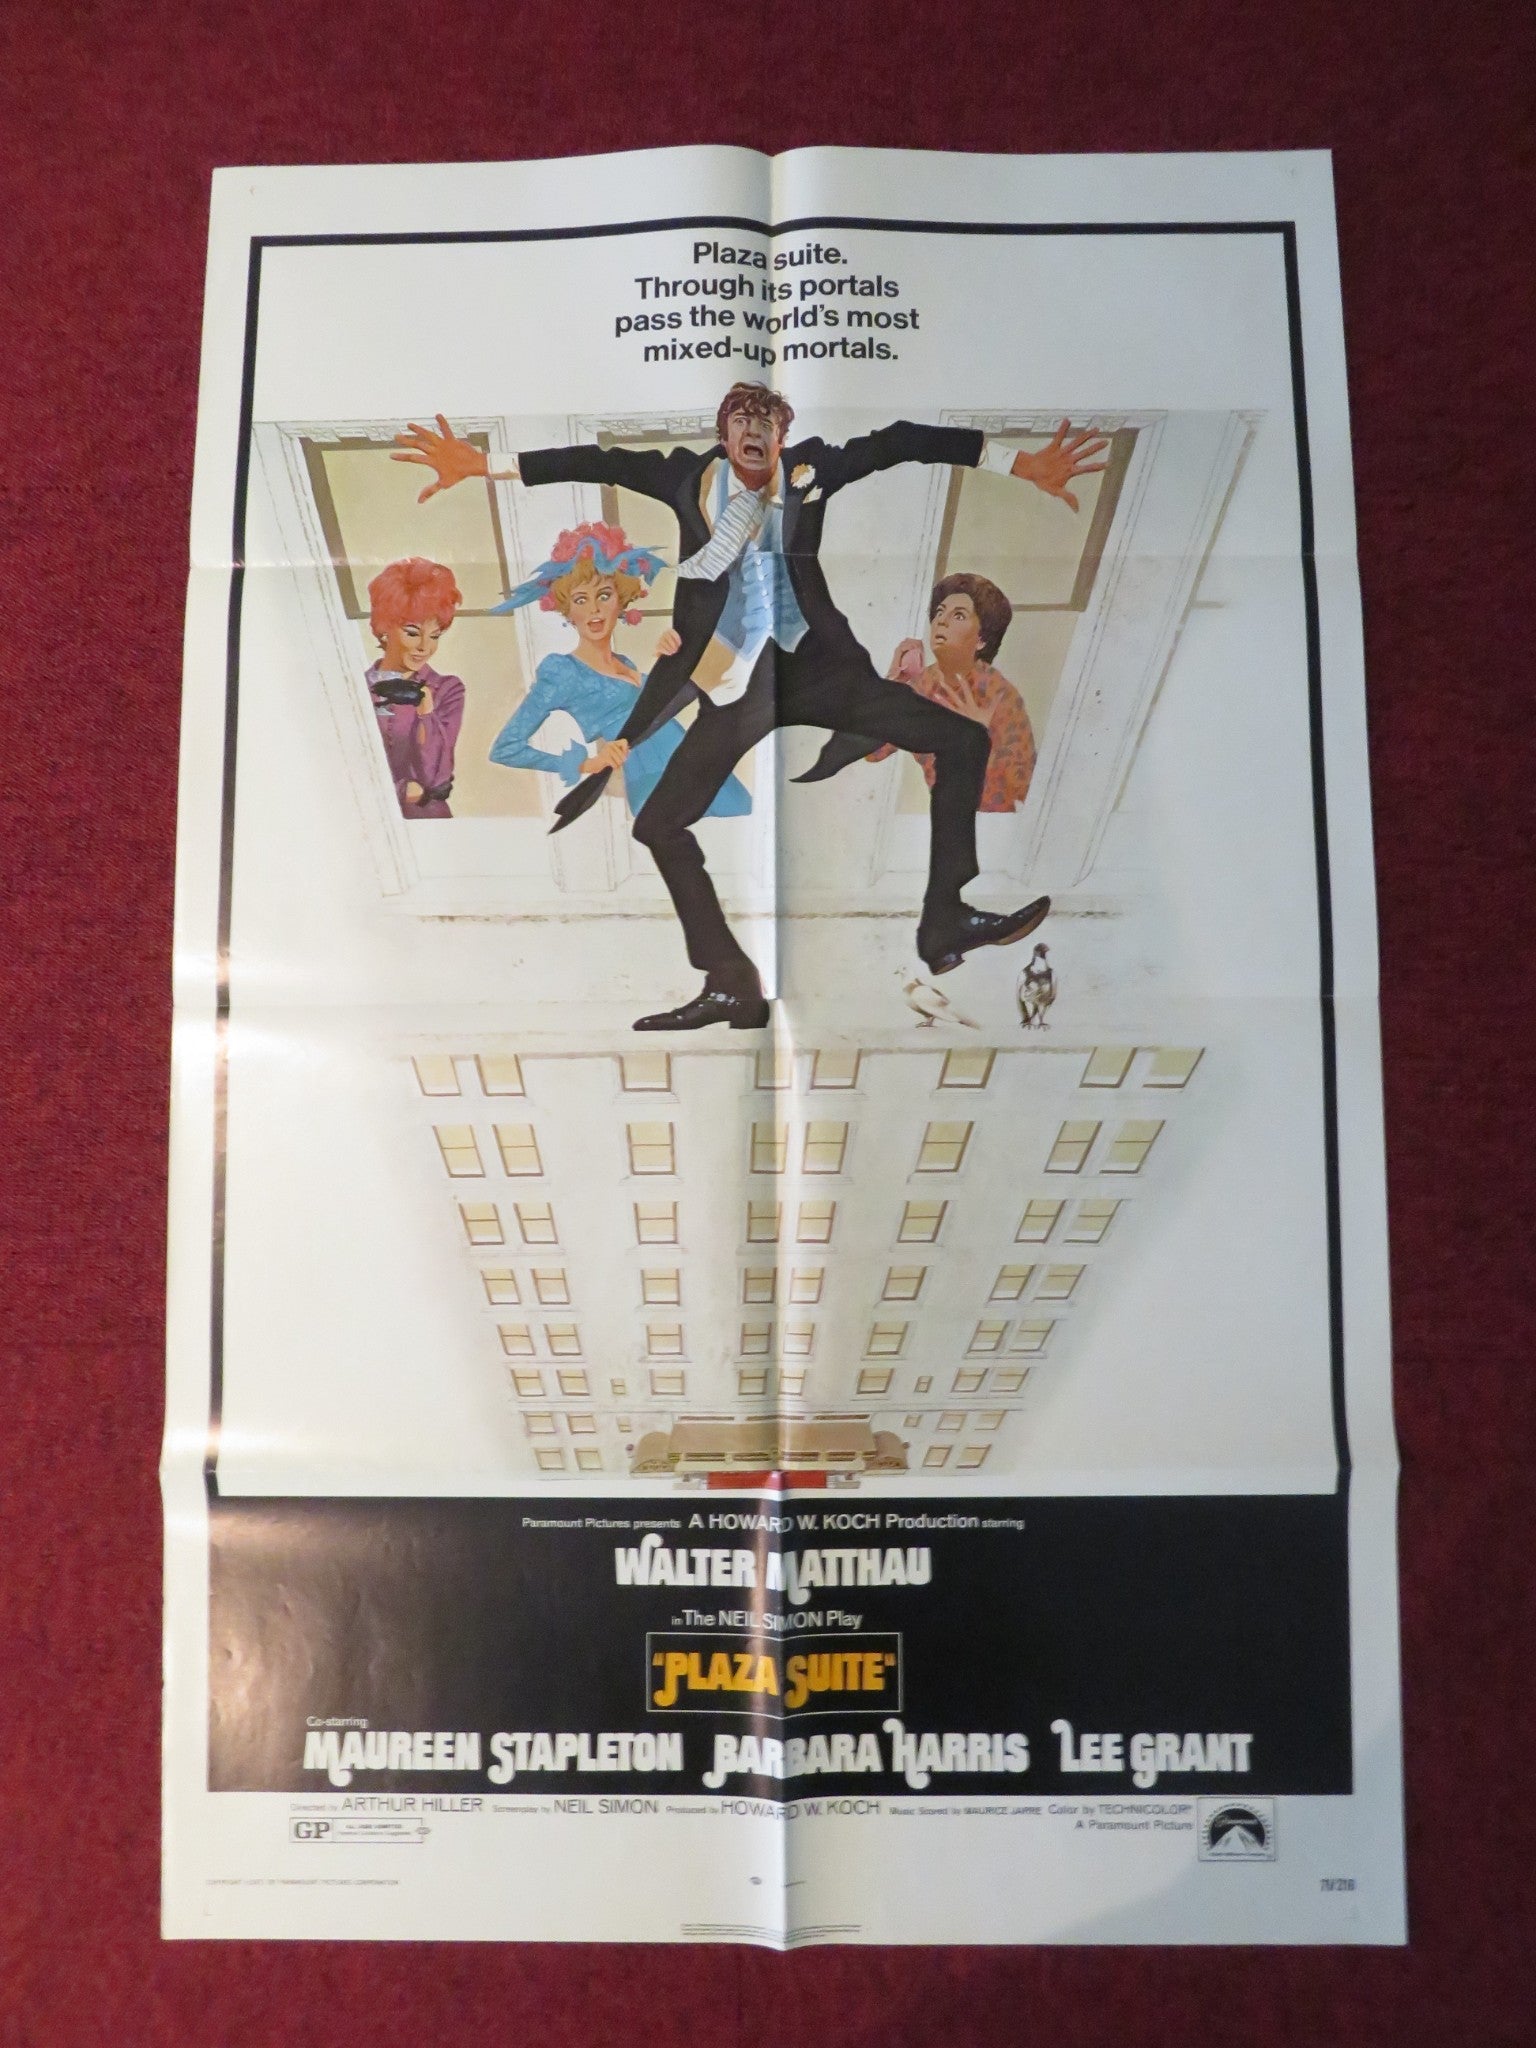 Plaza suite.
Through its portals
pass the world's most
mixed-up mortals.
Paramount Pictures presents A HOWARD W. KOCH Production starring
WALTER MATTHAU
in The NEIL SIMON Play
"PLAZA SUITE"
Co-starring
MAUREEN STAPLETON BARBARA HARRIS LEE GRANT
Directed by ARTHUR HILLER Screenplay by NEIL SIMON Produced by HOWARD W. KOCH Music Scored by MAURICE JARRE Color by TECHNICOLOR®
A Paramount Picture
GP
Paramount
71/216